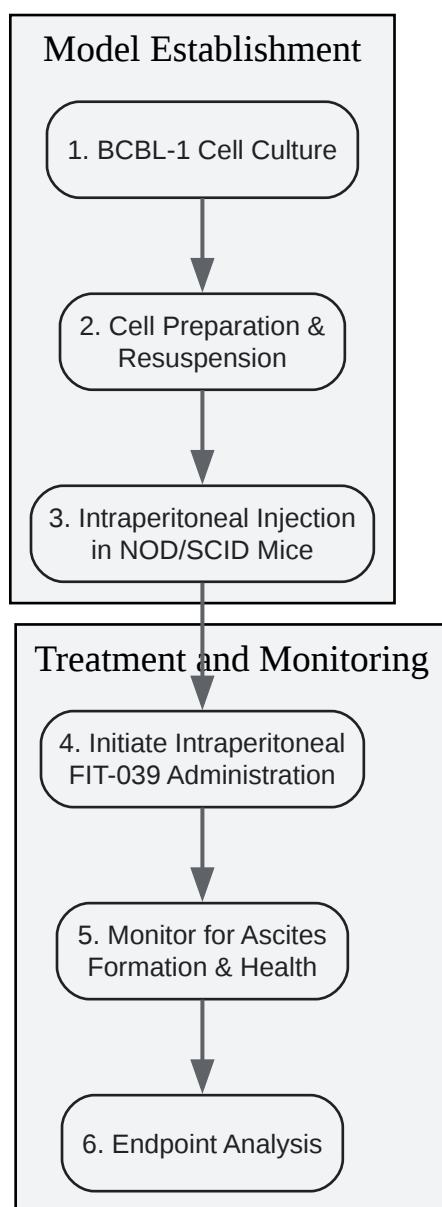 Model Establishment
1. BCBL-1 Cell Culture
2. Cell Preparation &
Resuspension
3. Intraperitoneal Injection
in NOD/SCID Mice
Treatment and Monitoring
4. Initiate Intraperitoneal
FIT-039 Administration
5. Monitor for Ascites
Formation & Health
6. Endpoint Analysis